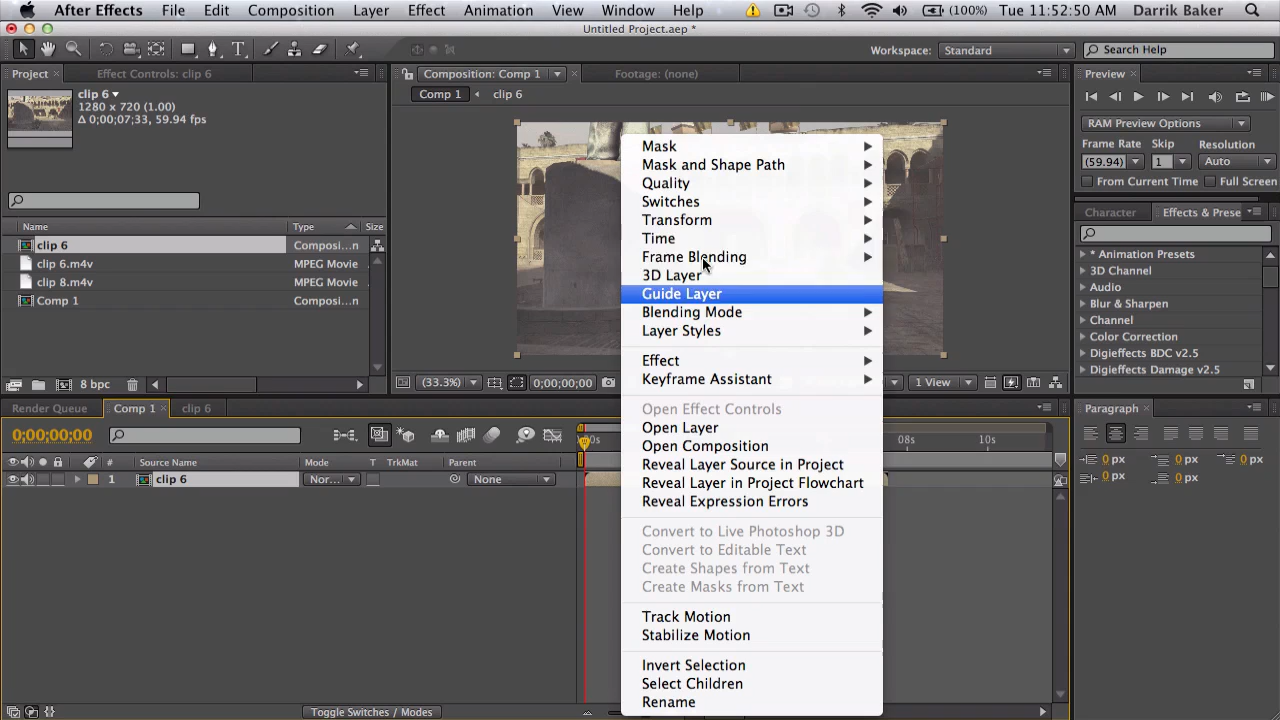 After Effects File Edit Composition Layer Effect Animation View Window Help (100%) Tue 11:52:50 AM Darrik Baker
Untitled Project.aep *
T Workspace: Standard Search Help
Project Effect Controls: clip 6 Composition: Comp 1 Footage: (none) Preview
Comp 1 clip 6
clip 6
1280 x 720 (1.00)
Δ 0;00;07;33, 59.94 fps
RAM Preview Options
Frame Rate Skip Resolution
(59.94) 1 Auto
From Current Time Full Screen
Name Type Size
clip 6 Composi...n
clip 6.m4v MPEG Movie
clip 8.m4v MPEG Movie
Comp 1 Composi...n
8 bpc
Character Effects & Prese
* Animation Presets
3D Channel
Audio
Blur & Sharpen
Channel
Color Correction
Digieffects BDC v2.5
Digieffects Damage v2.5
(33.3%) 0;00;00;00 1 View
Mask
Mask and Shape Path
Quality
Switches
Transform
Time
Frame Blending
3D Layer
Guide Layer
Blending Mode
Layer Styles
Effect
Keyframe Assistant
Open Effect Controls
Open Layer
Open Composition
Reveal Layer Source in Project
Reveal Layer in Project Flowchart
Reveal Expression Errors
Convert to Live Photoshop 3D
Convert to Editable Text
Create Shapes from Text
Create Masks from Text
Track Motion
Stabilize Motion
Invert Selection
Select Children
Rename
Render Queue Comp 1 clip 6
0;00;00;00
08s 10s
# Source Name Mode T TrkMat Parent
1 clip 6 Nor... None
Toggle Switches / Modes
Paragraph
0 px 0 px 0 px
0 px 0 px